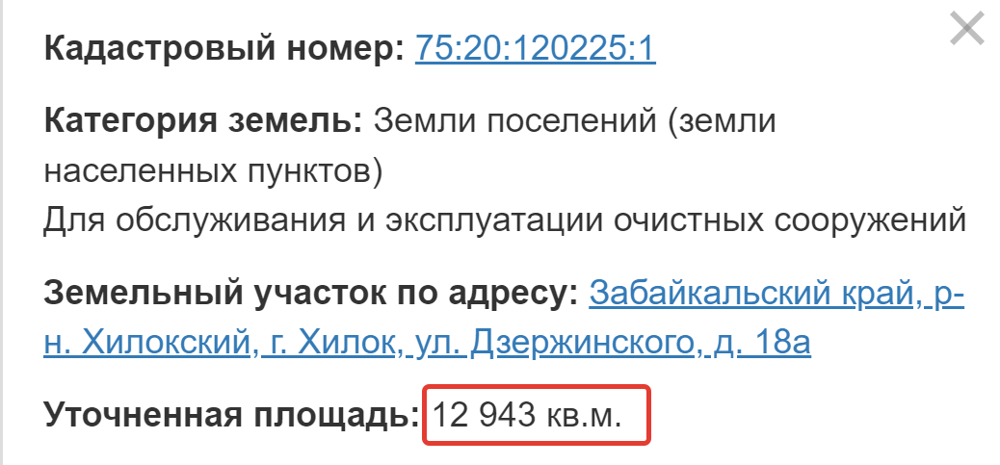 Кадастровый номер: 75:20:120225:1
Категория земель: Земли поселений (земли
населенных пунктов)
Для обслуживания и эксплуатации очистных сооружений
Земельный участок по адресу: Забайкальский край, р-
н. Хилокский, г. Хилок, ул. Дзержинского, д. 18а
Уточненная площадь: 12 943 кв.м.